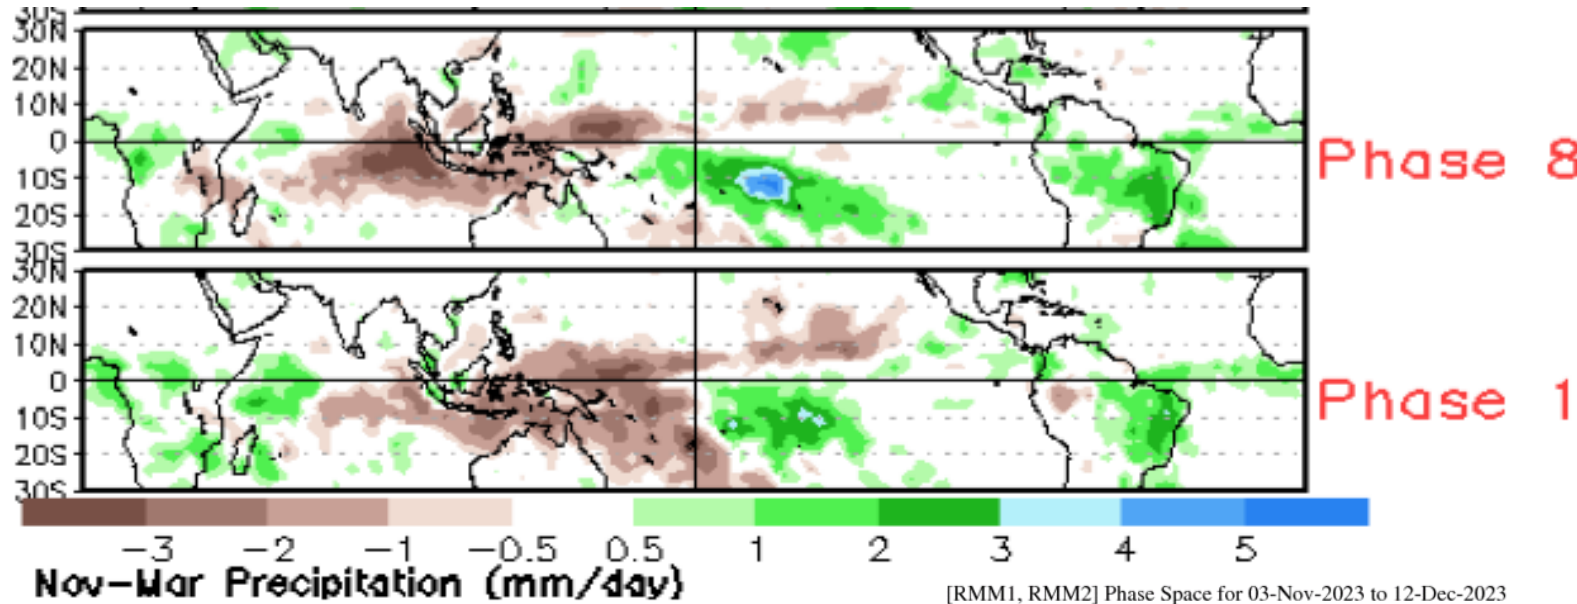 30S
30N
20N
10N
0
10S
20S
30S
Phase 8
30N
20N
10N
0
10S
20S
30S
Phase 1
−3 −2 −1 −0.5 0.5 1 2 3 4 5
Nov−Mar Precipitation (mm/day)
[RMM1, RMM2] Phase Space for 03-Nov-2023 to 12-Dec-2023